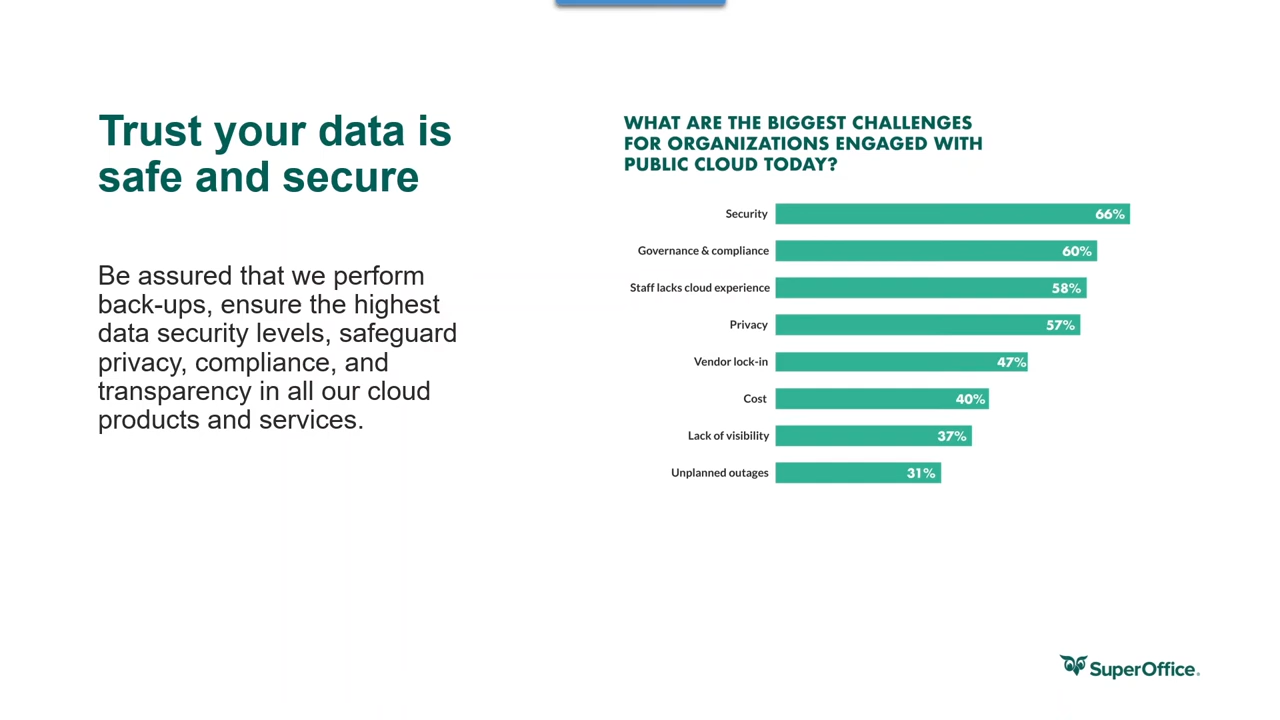 Trust your data is
safe and secure
Be assured that we perform
back-ups, ensure the highest
data security levels, safeguard
privacy, compliance, and
transparency in all our cloud
products and services.
WHAT ARE THE BIGGEST CHALLENGES
FOR ORGANIZATIONS ENGAGED WITH
PUBLIC CLOUD TODAY?
Security 66%
Governance & compliance 60%
Staff lacks cloud experience 58%
Privacy 57%
Vendor lock-in 47%
Cost 40%
Lack of visibility 37%
Unplanned outages 31%
SuperOffice.